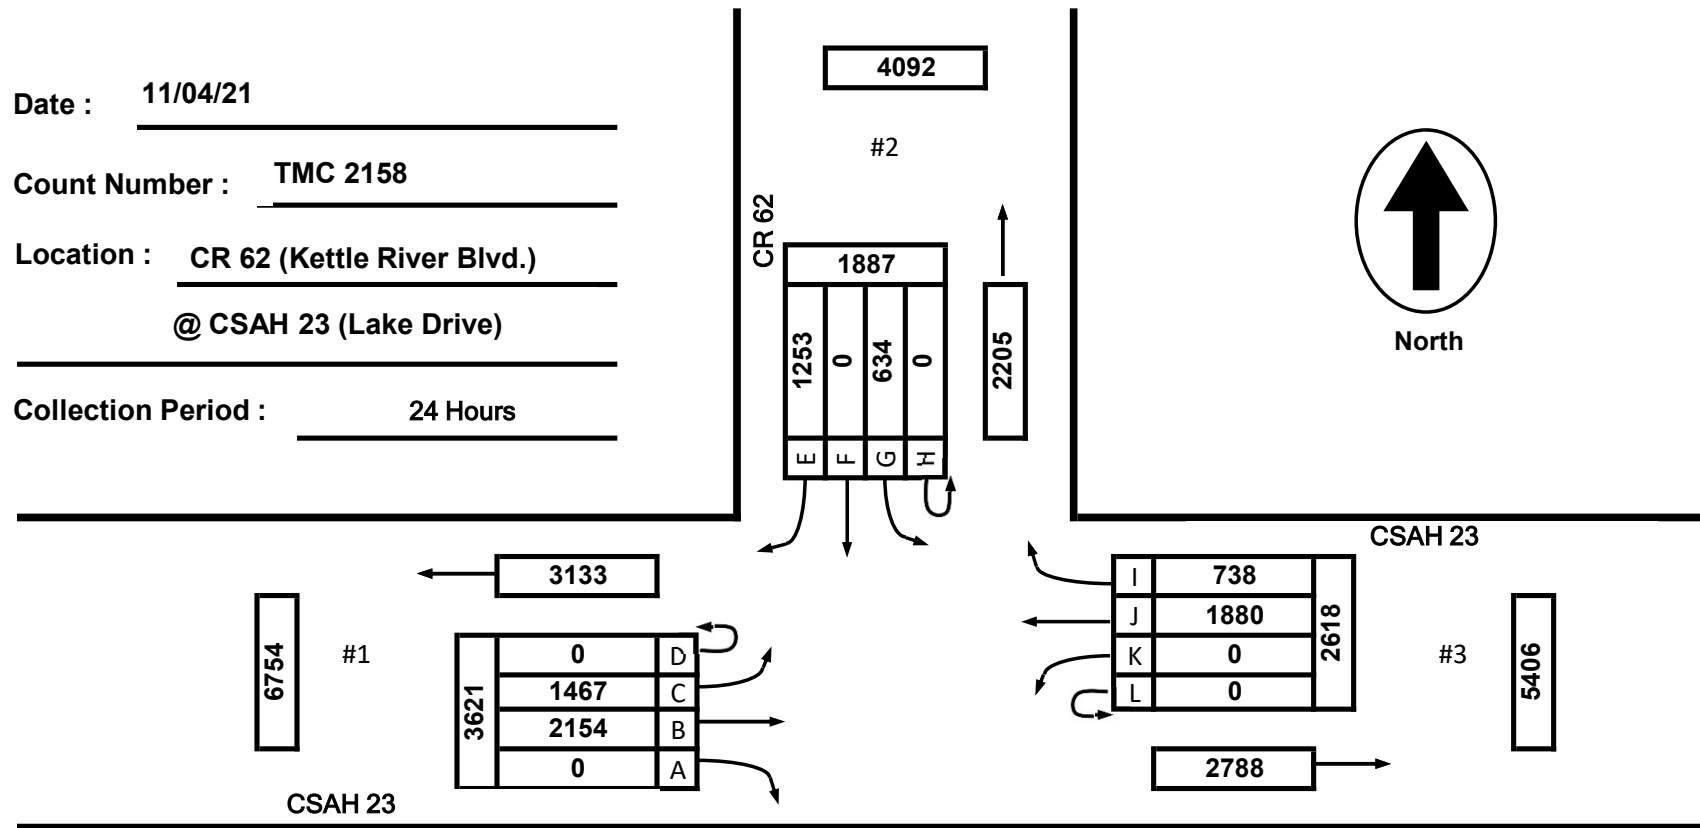 Date : 11/04/21
Count Number : TMC 2158
Location : CR 62 (Kettle River Blvd.)
@ CSAH 23 (Lake Drive)
Collection Period : 24 Hours
4092
#2
CR 62
1887
1253 0 634 0
E F G H
2205
North
CSAH 23
3133
6754
#1
3621
0 D
1467 C
2154 B
0 A
CSAH 23
I 738
J 1880
K 0
L 0
2618
#3
5406
2788